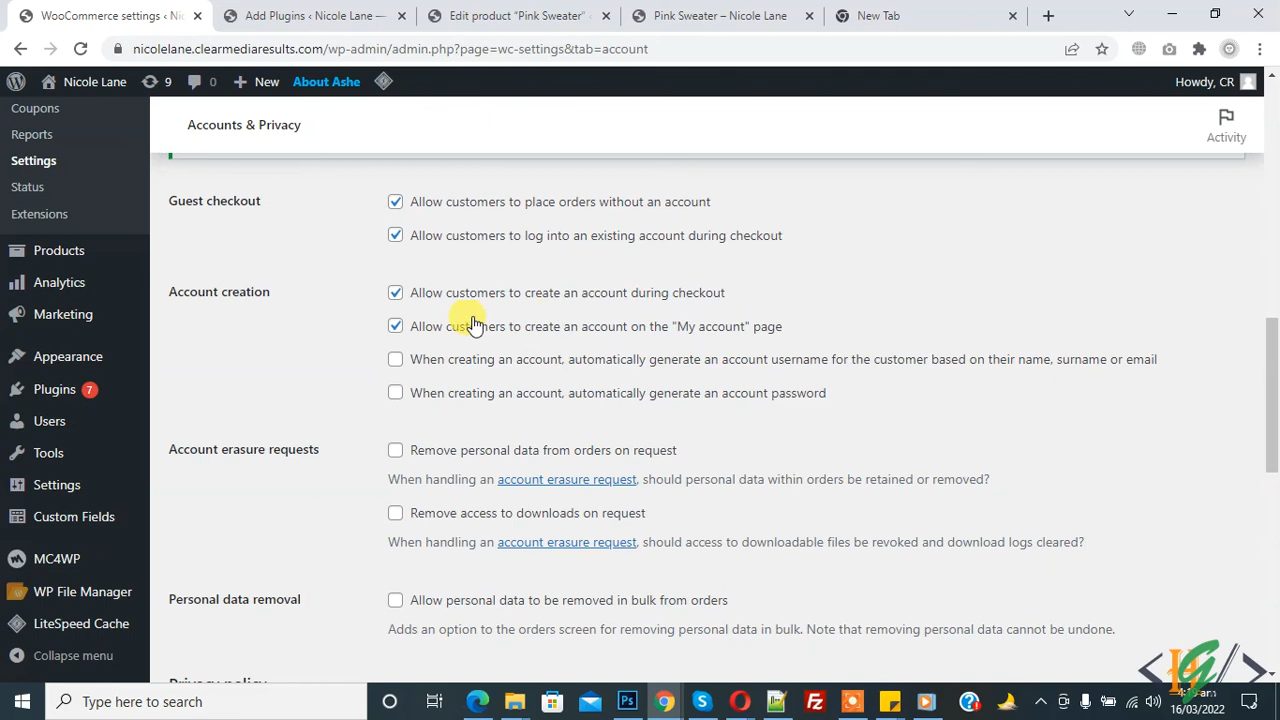 WooCommerce settings ‹ Nic
Add Plugins ‹ Nicole Lane —
Edit product "Pink Sweater" ‹
Pink Sweater – Nicole Lane
New Tab
nicolelane.clearmediaresults.com/wp-admin/admin.php?page=wc-settings&tab=account
Nicole Lane
9
0
New
About Ashe
Howdy, CR
Coupons
Reports
Settings
Status
Extensions
Products
Analytics
Marketing
Appearance
Plugins 7
Users
Tools
Settings
Custom Fields
MC4WP
WP File Manager
LiteSpeed Cache
Collapse menu
Accounts & Privacy
Activity
Guest checkout
Allow customers to place orders without an account
Allow customers to log into an existing account during checkout
Account creation
Allow customers to create an account during checkout
Allow customers to create an account on the "My account" page
When creating an account, automatically generate an account username for the customer based on their name, surname or email
When creating an account, automatically generate an account password
Account erasure requests
Remove personal data from orders on request
When handling an account erasure request, should personal data within orders be retained or removed?
Remove access to downloads on request
When handling an account erasure request, should access to downloadable files be revoked and download logs cleared?
Personal data removal
Allow personal data to be removed in bulk from orders
Adds an option to the orders screen for removing personal data in bulk. Note that removing personal data cannot be undone.
Privacy policy
Type here to search
16/03/2022